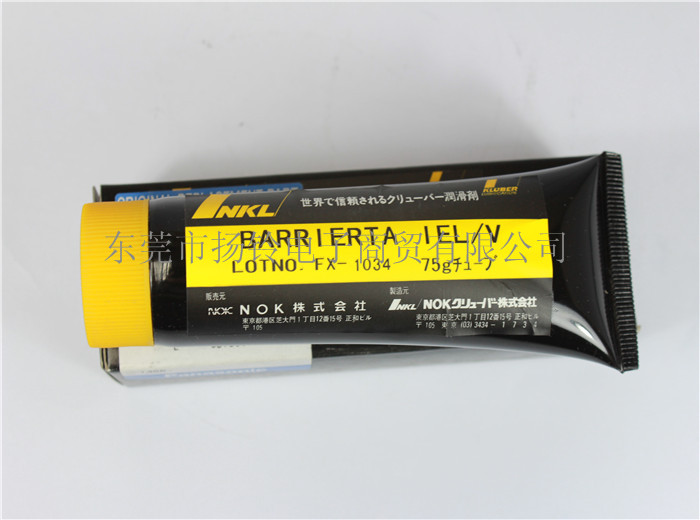 ORIGINAL REPLACEMENT PART
NKL
世界で信頼されるクリューバー潤滑剤
KLUBER
BARRIERTA IEL/V
东莞市扬铃电子商贸有限公司
LOTNO. FX-1034 75gチューブ
販売元
NOK NOK株式会社
東京都港区芝大門1丁目12番15号 正和ビル
〒105
製造元
NKL NOKクリューバー株式会社
東京都港区芝大門1丁目12番15号 正和ビル
〒105 東京 (03) 3434-1731
Panasonic